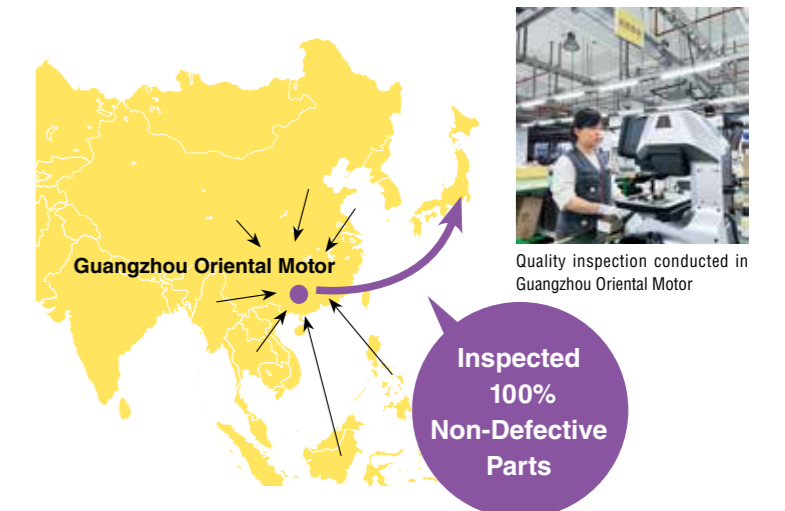 Guangzhou Oriental Motor
Quality inspection conducted in
Guangzhou Oriental Motor
Inspected
100%
Non-Defective
Parts